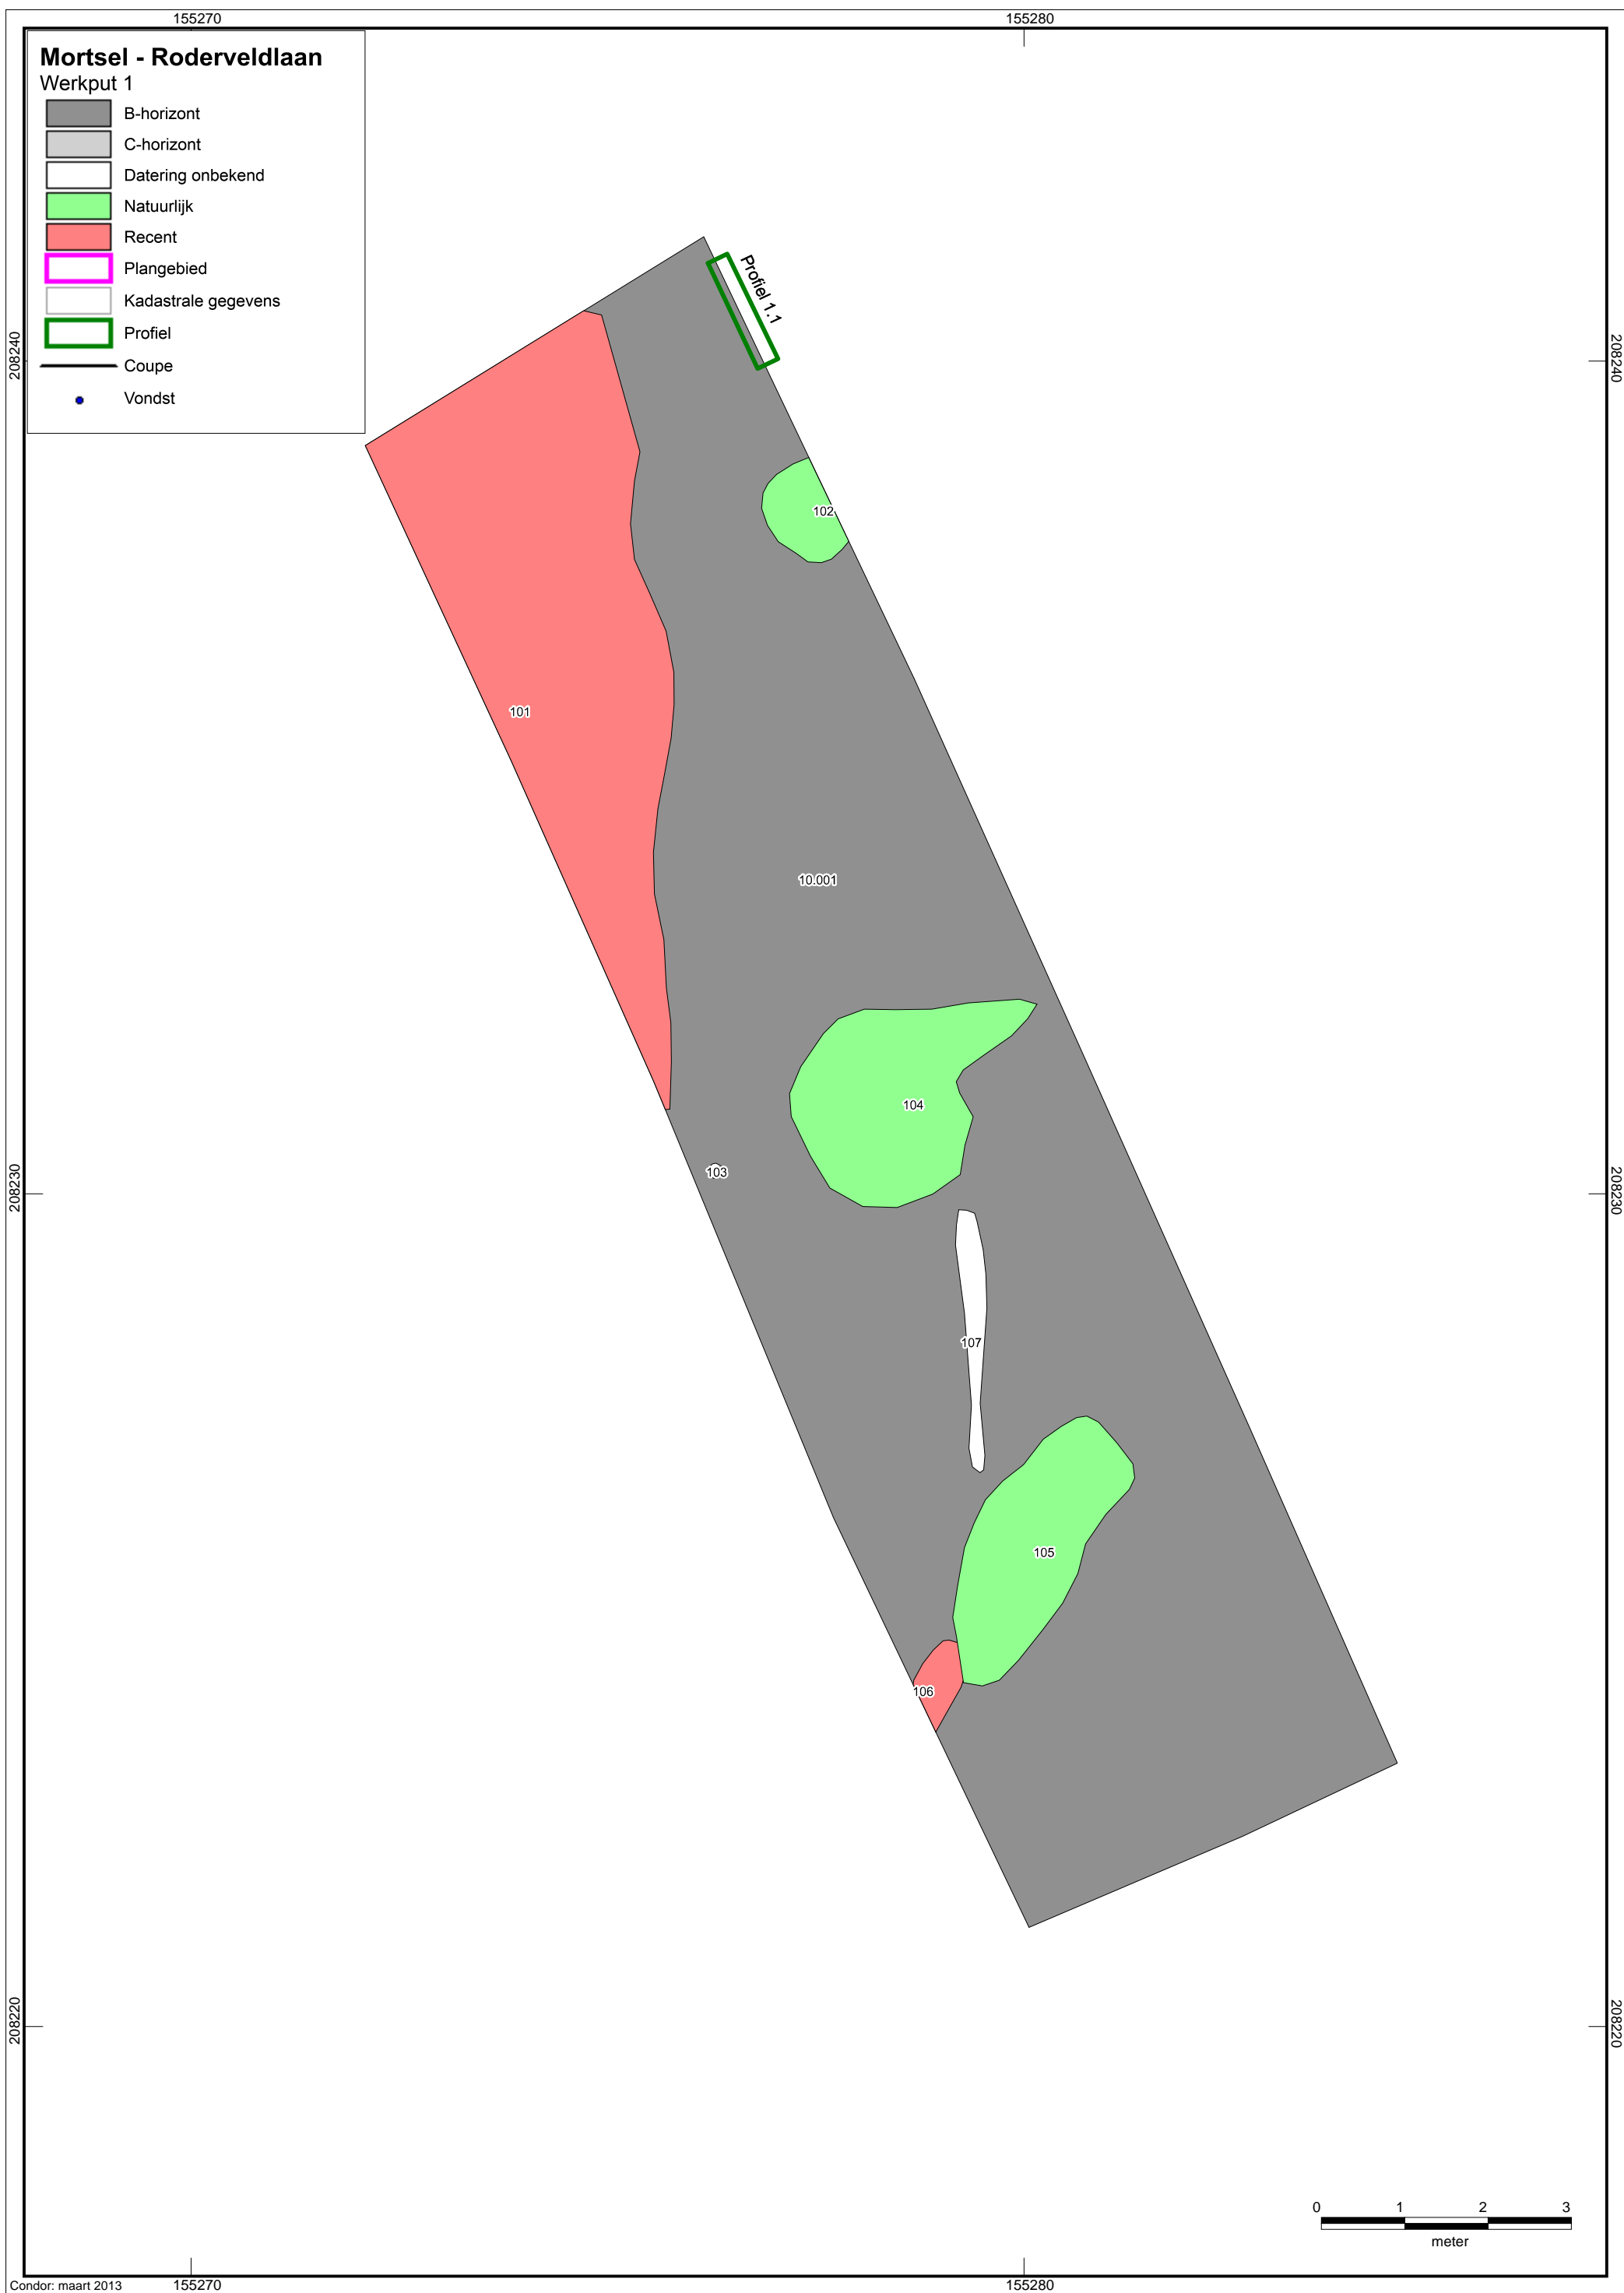 155270
155280
Mortsel - Roderveldlaan
Werkput 1
B-horizont
C-horizont
Datering onbekend
Natuurlijk
Recent
Plangebied
Kadastrale gegevens
Profiel
Coupe
Vondst
Profiel 1.1
208240
208240
102
101
10.001
104
103
208230
208230
107
105
106
208220
208220
0 1 2 3
meter
Condor: maart 2013
155270
155280